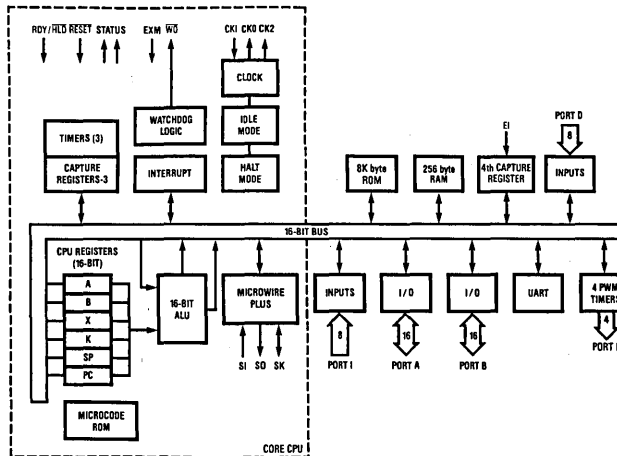 RDY/HLD RESET STATUS EXM WO CKI CKO CK2
CLOCK
WATCHDOG
LOGIC
IDLE
MODE
TIMERS (3)
CAPTURE
REGISTERS-3
INTERRUPT
HALT
MODE
8K byte
ROM
256 byte
RAM
EI
4th CAPTURE
REGISTER
PORT D
8
INPUTS
16-BIT BUS
CPU REGISTERS
(16-BIT)
A
B
X
K
SP
PC
16-BIT
ALU
MICROWIRE
PLUS
SI SO SK
INPUTS
8
PORT I
I/O
16
PORT A
I/O
16
PORT B
UART
4 PWM
TIMERS
4
PORT
MICROCODE
ROM
CORE CPU